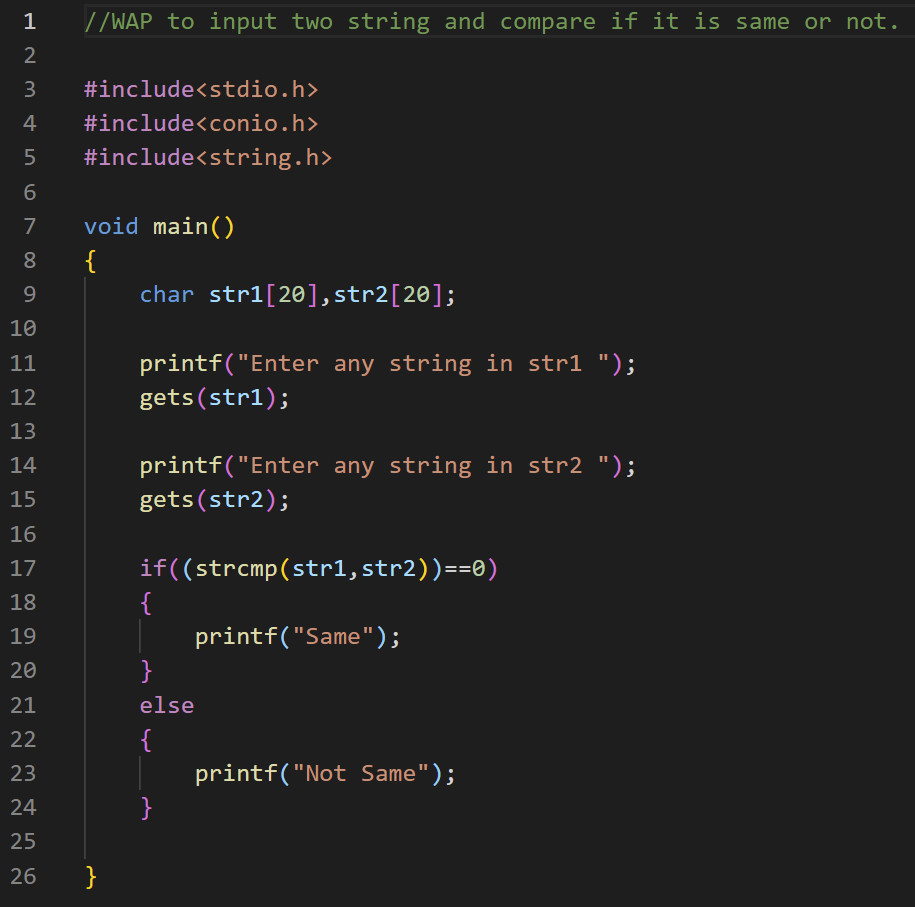 1 //WAP to input two string and compare if it is same or not.
2
3 #include<stdio.h>
4 #include<conio.h>
5 #include<string.h>
6
7 void main()
8 {
9     char str1[20],str2[20];
10
11     printf("Enter any string in str1 ");
12     gets(str1);
13
14     printf("Enter any string in str2 ");
15     gets(str2);
16
17     if((strcmp(str1,str2))==0)
18     {
19         printf("Same");
20     }
21     else
22     {
23         printf("Not Same");
24     }
25
26 }